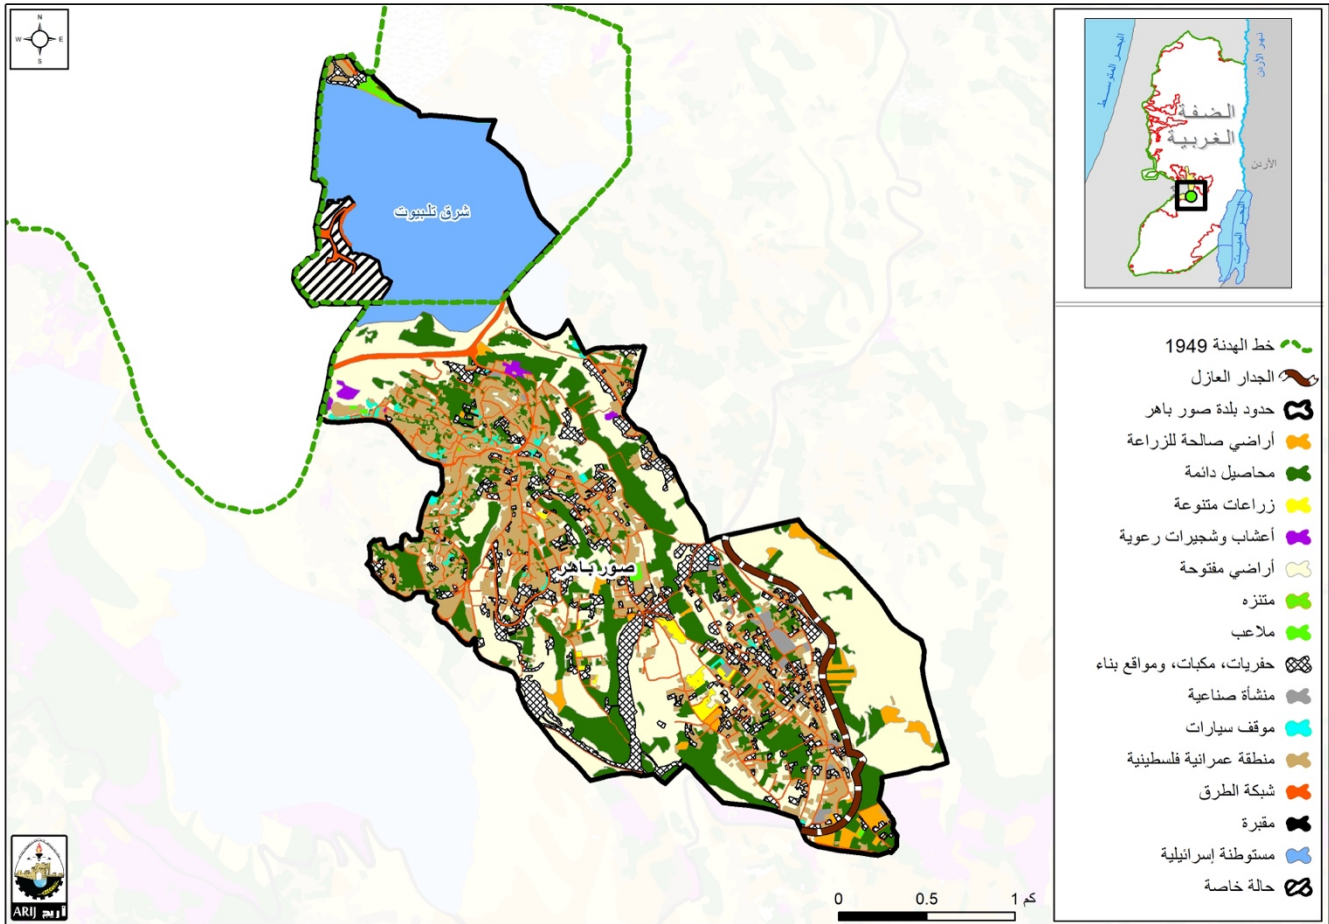 N
W E
S
شرق تلبيوت
صور باهر
البحر المتوسط
نهر الأردن
الضفة
الغربية
الأردن
البحر الميت
خط الهدنة 1949
الجدار العازل
حدود بلدة صور باهر
أراضي صالحة للزراعة
محاصيل دائمة
زراعات متنوعة
أعشاب وشجيرات رعوية
أراضي مفتوحة
متنزه
ملاعب
حفريات، مكبات، ومواقع بناء
منشأة صناعية
موقف سيارات
منطقة عمرانية فلسطينية
شبكة الطرق
مقبرة
مستوطنة إسرائيلية
حالة خاصة
0 0.5 1 كم
ARIJ أريج